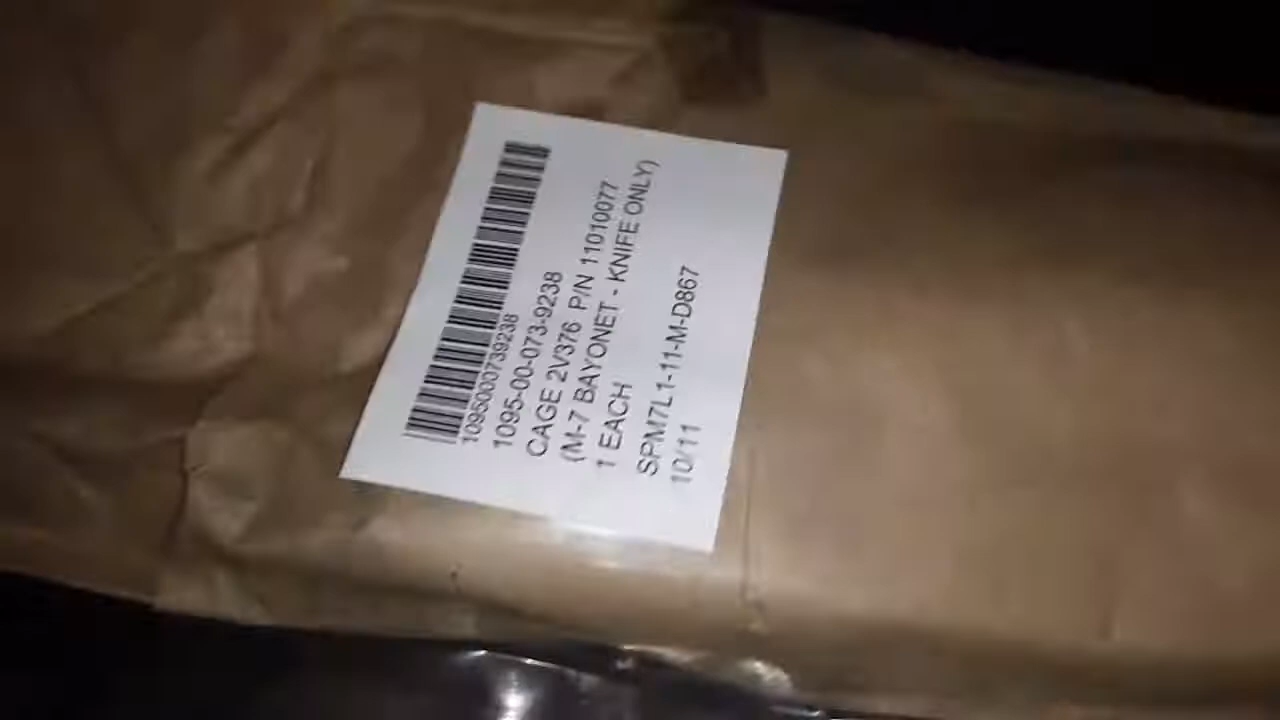 1095000739238
1095-00-073-9238
CAGE 2V376 P/N 11010077
(M-7 BAYONET - KNIFE ONLY)
1 EACH
SPM7L1-11-M-D867
10/11